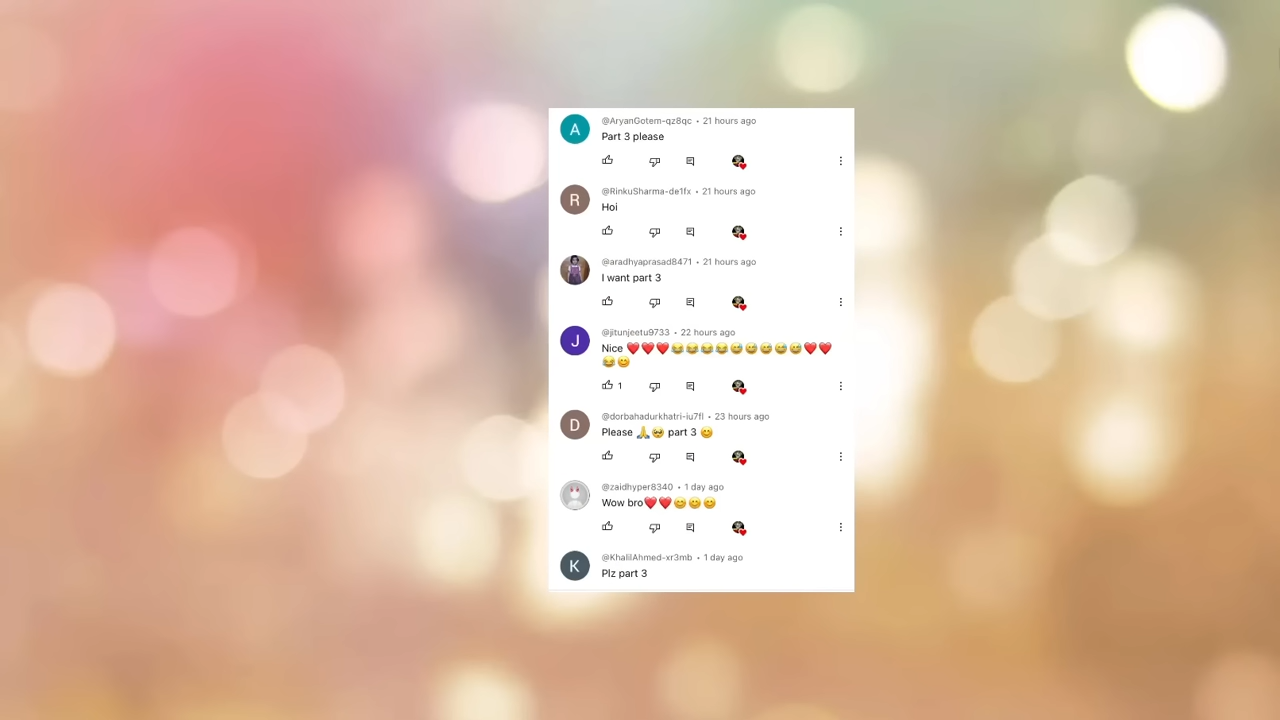 @AryanGotem-qz8qc • 21 hours ago
A
Part 3 please
@RinkuSharma-de1fx • 21 hours ago
R
Hoi
@aradhyaprasad8471 • 21 hours ago
I want part 3
@jitunjeetu9733 • 22 hours ago
J
Nice ❤️❤️❤️😂😂😂😂😅😅😅😅😅❤️❤️
😂😊
1
@dorbahadurkhatri-iu7fl • 23 hours ago
D
Please 🙏🥺 part 3 😊
@zaidhyper8340 • 1 day ago
Wow bro❤️❤️😊😊😊
@KhalilAhmed-xr3mb • 1 day ago
K
Plz part 3